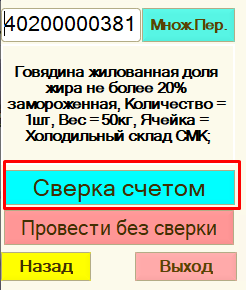 40200000381 Множ.Пер.
Говядина жилованная доля
жира не более 20%
замороженная, Количество =
1шт, Вес = 50кг, Ячейка =
Холодильный склад СМК;
Сверка счетом
Провести без сверки
Назад Выход